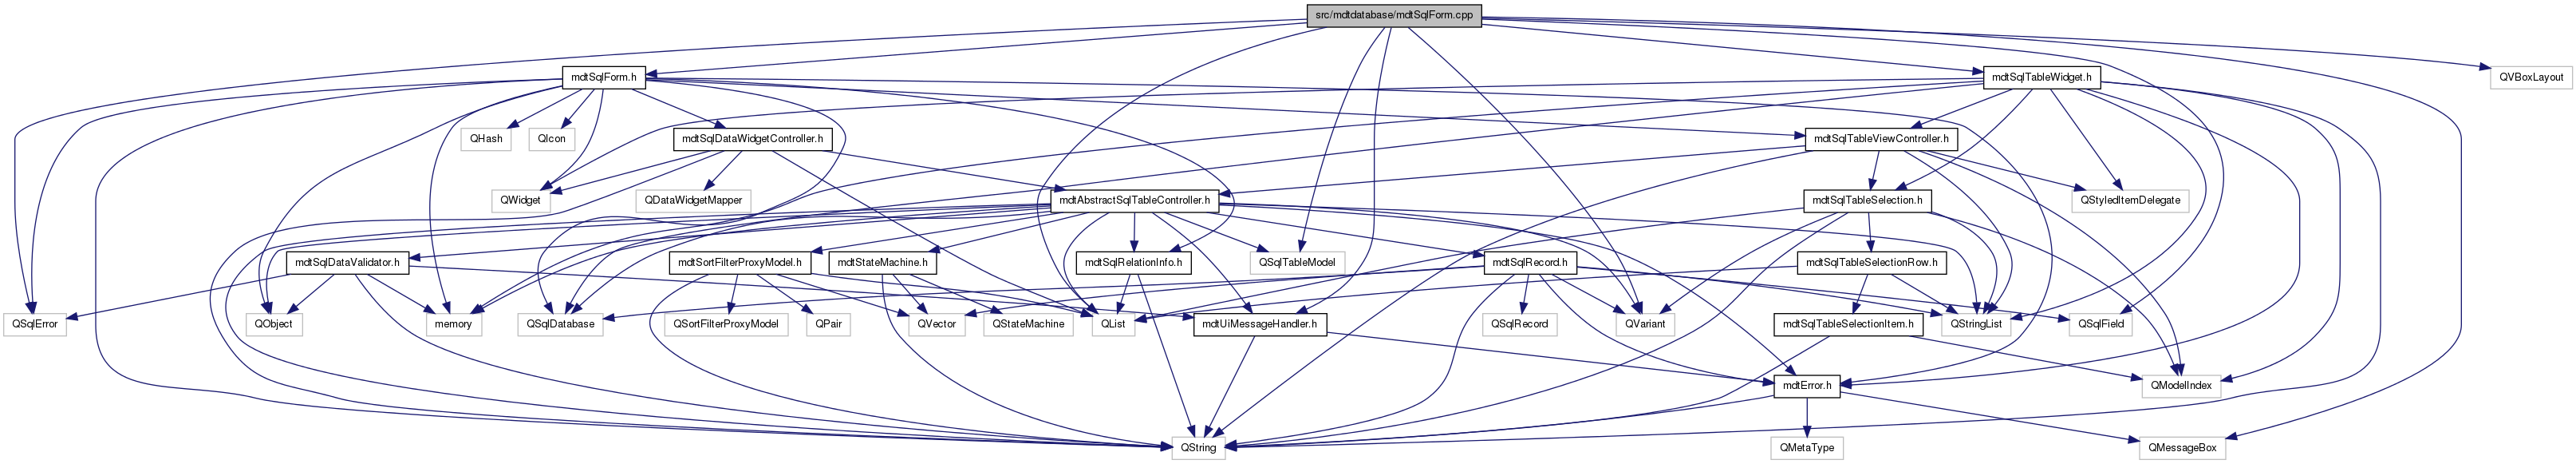 src/mdtdatabase/mdtSqlForm.cpp
mdtSqlForm.h
mdtSqlTableWidget.h
QVBoxLayout
QHash
QIcon
mdtSqlDataWidgetController.h
mdtSqlTableViewController.h
QWidget
QDataWidgetMapper
mdtAbstractSqlTableController.h
mdtSqlTableSelection.h
QStyledItemDelegate
mdtSqlDataValidator.h
mdtSortFilterProxyModel.h
mdtStateMachine.h
mdtSqlRelationInfo.h
QSqlTableModel
mdtSqlRecord.h
mdtSqlTableSelectionRow.h
QSqlError
QObject
memory
QSqlDatabase
QSortFilterProxyModel
QPair
QVector
QStateMachine
QList
mdtUiMessageHandler.h
QSqlRecord
QVariant
mdtSqlTableSelectionItem.h
QStringList
QSqlField
mdtError.h
QModelIndex
QString
QMetaType
QMessageBox